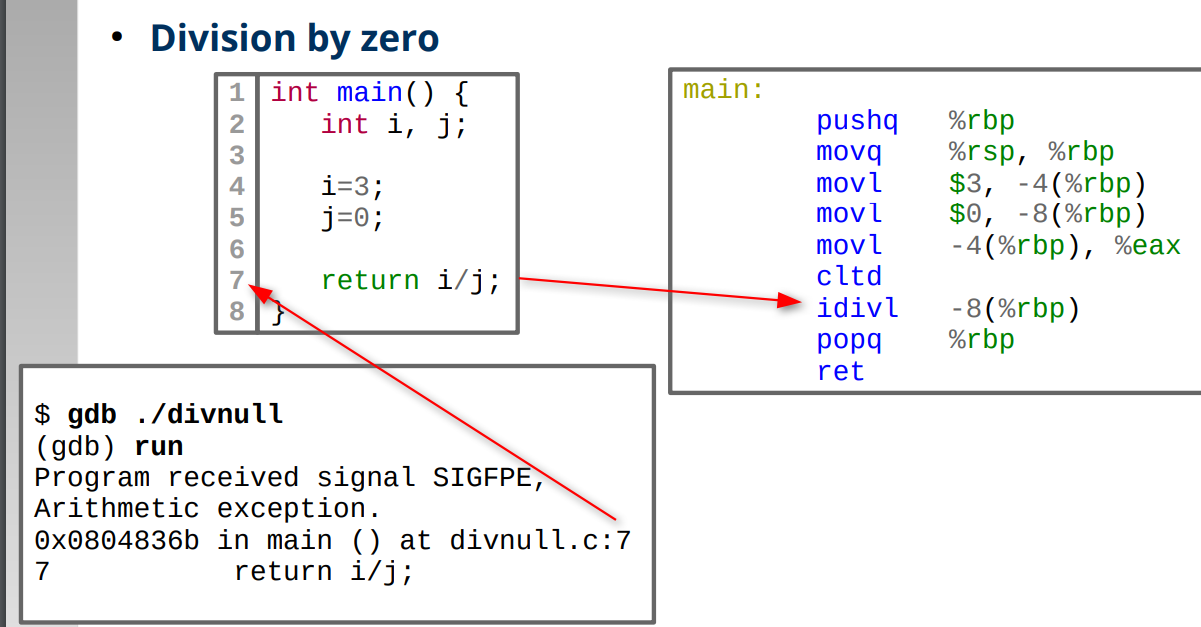 • Division by zero
1 int main() {
2    int i, j;
3
4    i=3;
5    j=0;
6
7    return i/j;
8 }
main:
        pushq   %rbp
        movq    %rsp, %rbp
        movl    $3, -4(%rbp)
        movl    $0, -8(%rbp)
        movl    -4(%rbp), %eax
        cltd
        idivl   -8(%rbp)
        popq    %rbp
        ret
$ gdb ./divnull
(gdb) run
Program received signal SIGFPE,
Arithmetic exception.
0x0804836b in main () at divnull.c:7
7           return i/j;